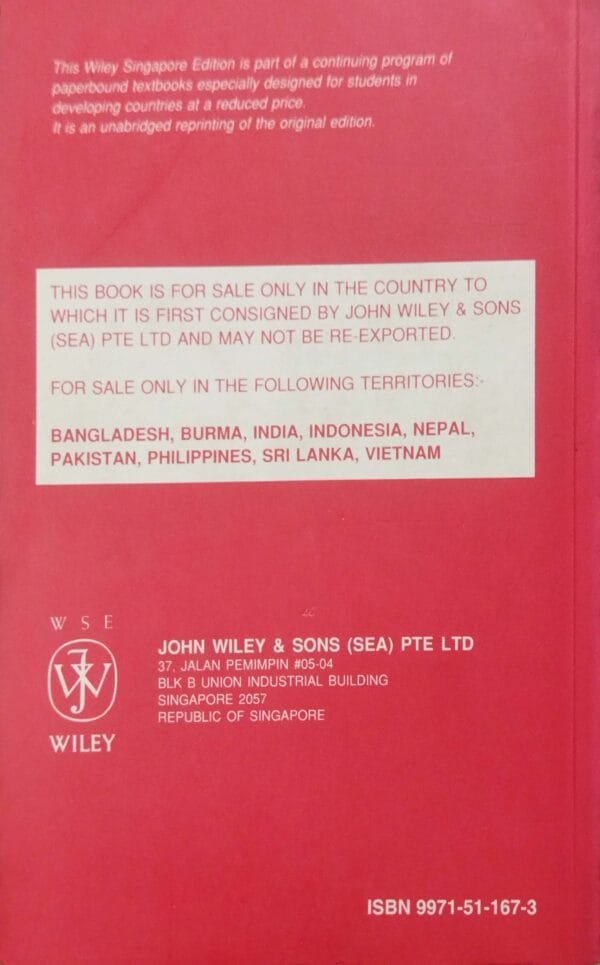 This Wiley Singapore Edition is part of a continuing program of
paperbound textbooks especially designed for students in
developing countries at a reduced price.
It is an unabridged reprinting of the original edition.
THIS BOOK IS FOR SALE ONLY IN THE COUNTRY TO
WHICH IT IS FIRST CONSIGNED BY JOHN WILEY & SONS
(SEA) PTE LTD AND MAY NOT BE RE-EXPORTED.
FOR SALE ONLY IN THE FOLLOWING TERRITORIES:-
BANGLADESH, BURMA, INDIA, INDONESIA, NEPAL,
PAKISTAN, PHILIPPINES, SRI LANKA, VIETNAM
W S E
JW
WILEY
JOHN WILEY & SONS (SEA) PTE LTD
37, JALAN PEMIMPIN #05-04
BLK B UNION INDUSTRIAL BUILDING
SINGAPORE 2057
REPUBLIC OF SINGAPORE
ISBN 9971-51-167-3